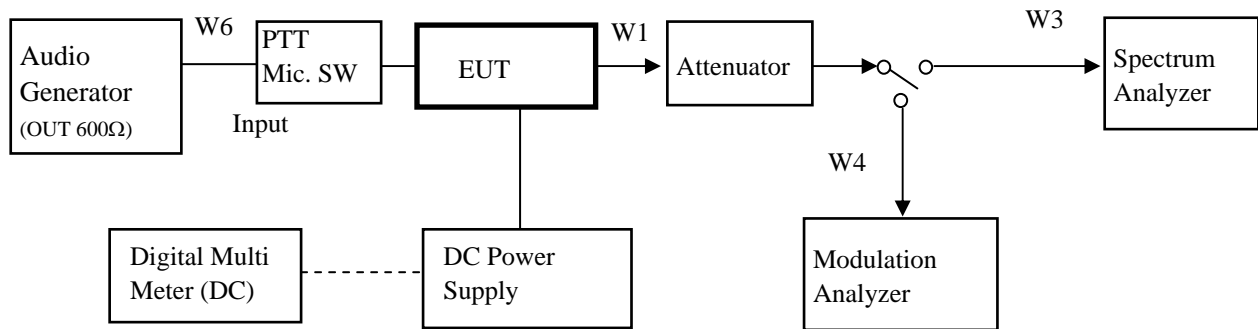 W6
Audio
Generator
(OUT 600Ω)
PTT
Mic. SW
Input
EUT
W1
Attenuator
W3
Spectrum
Analyzer
W4
Digital Multi
Meter (DC)
DC Power
Supply
Modulation
Analyzer